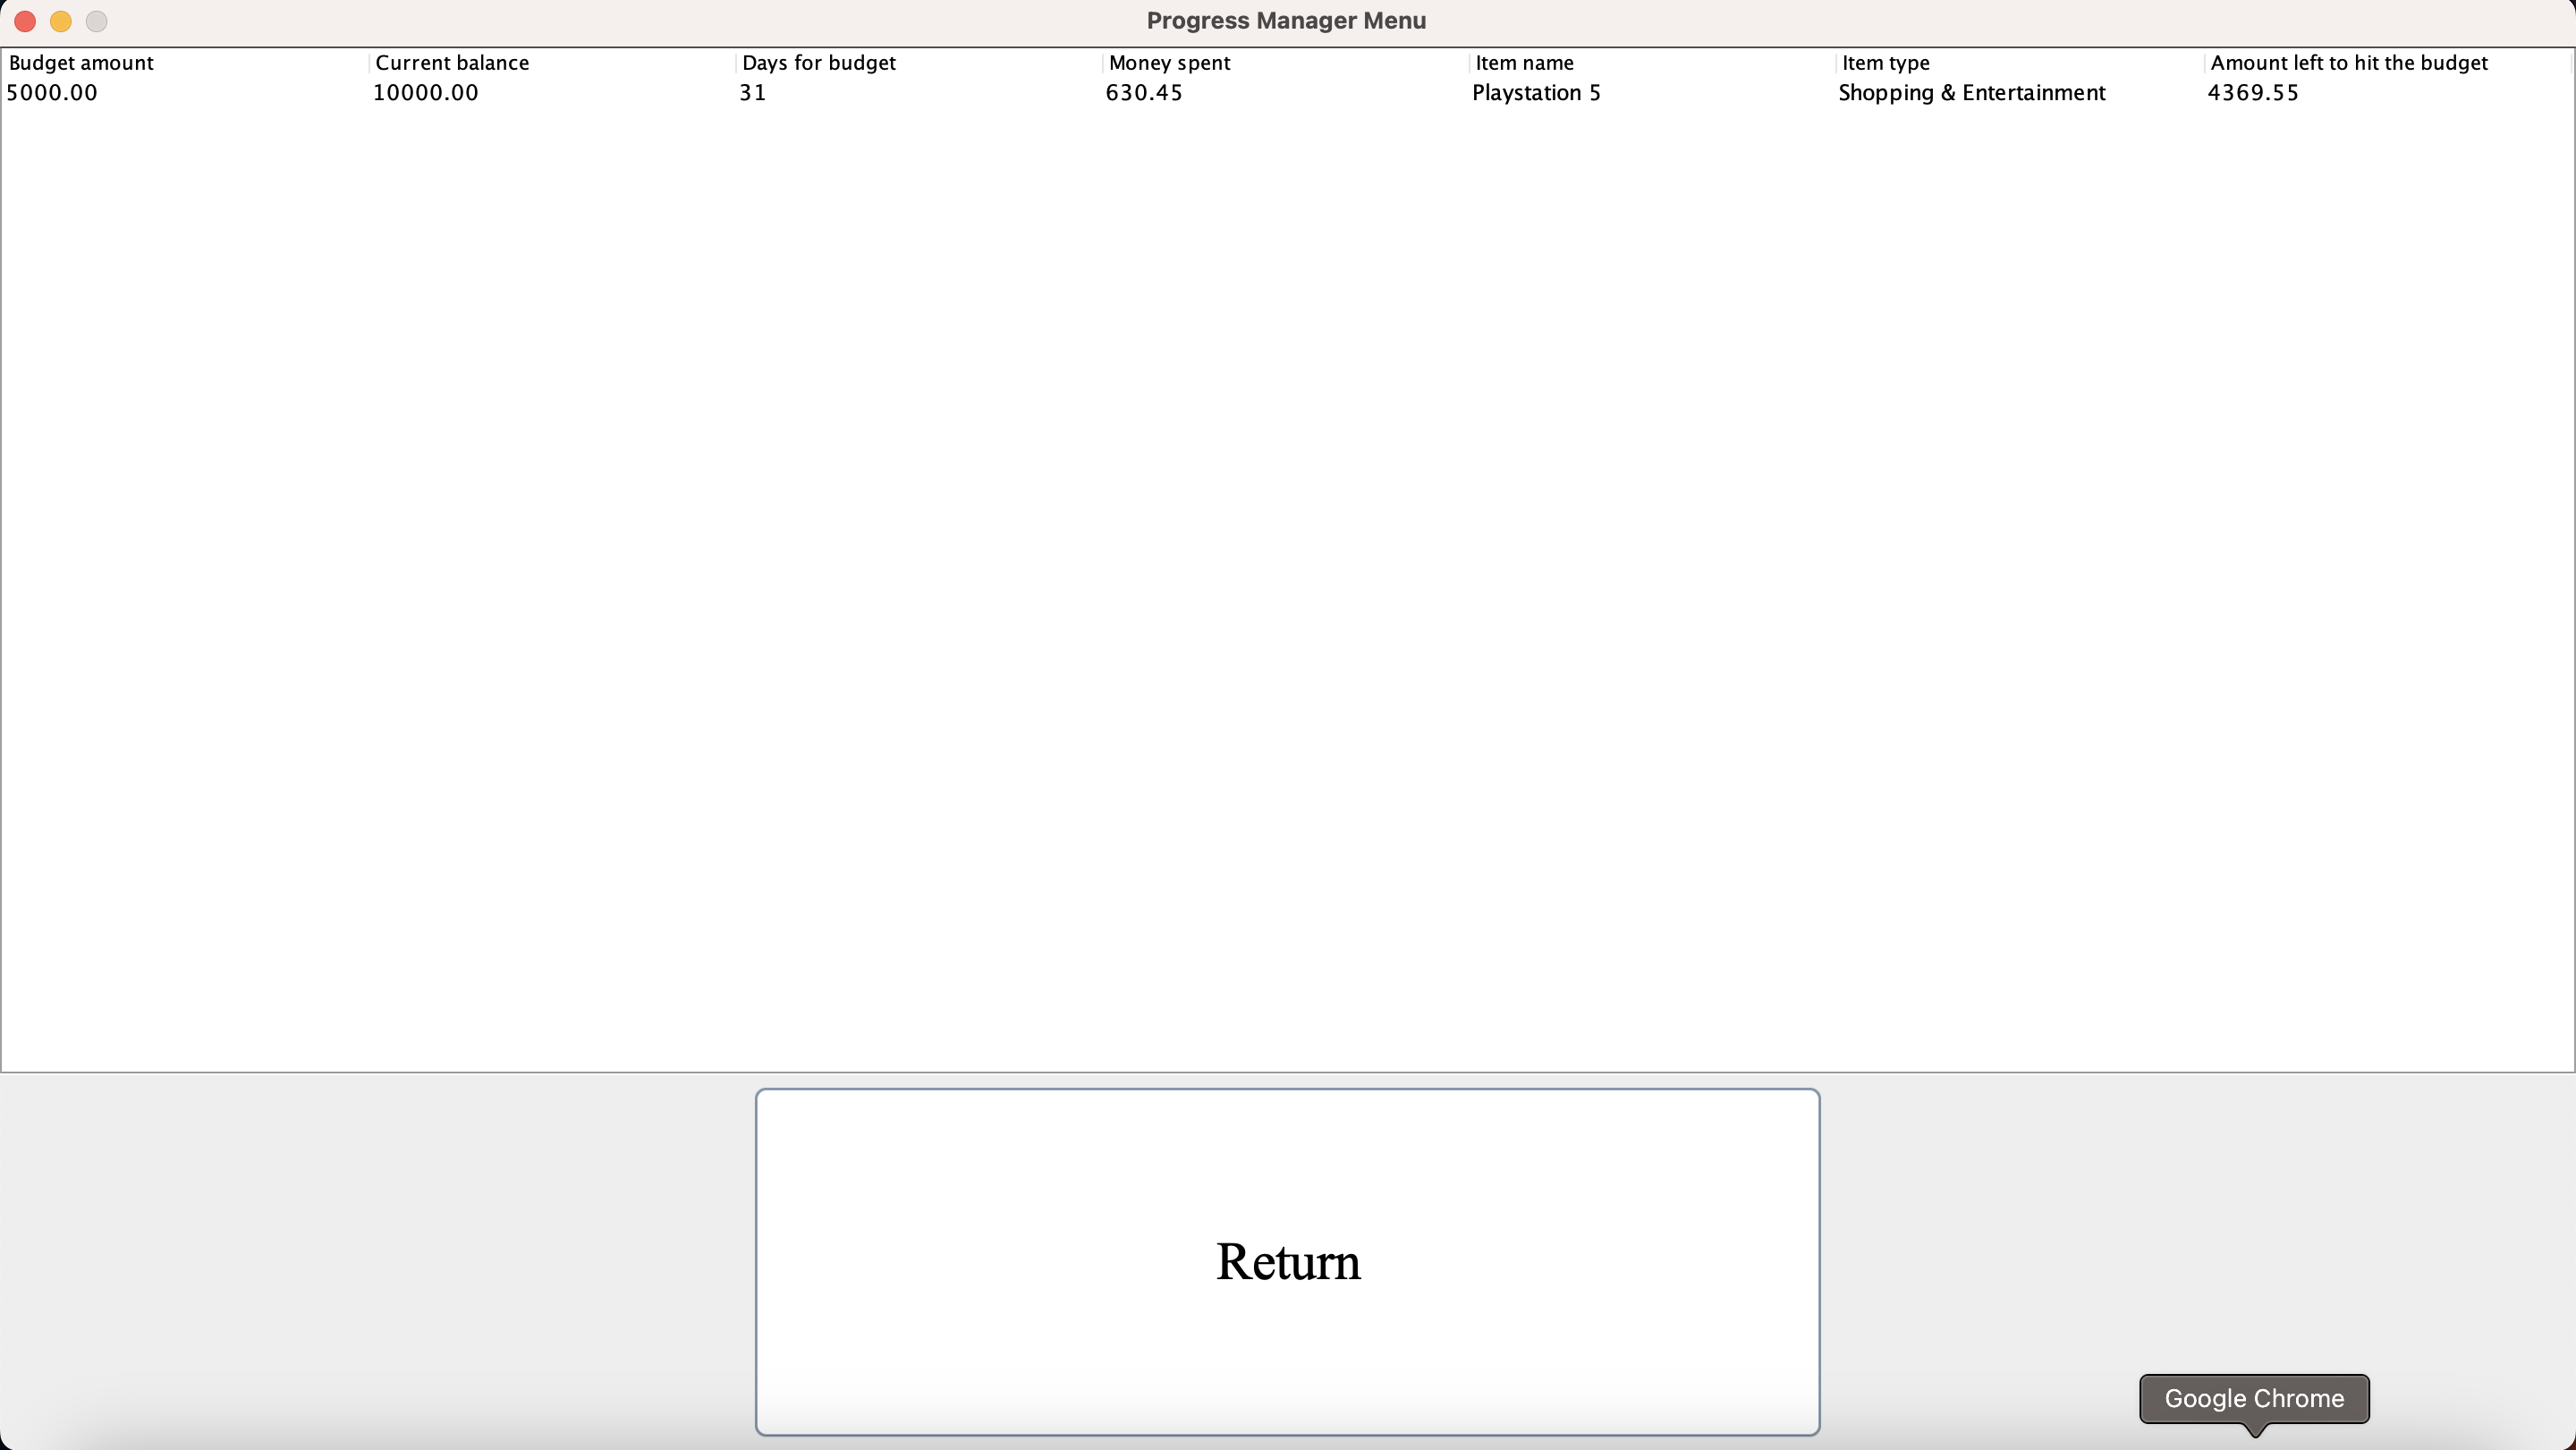 Progress Manager Menu
Budget amount Current balance Days for budget Money spent Item name Item type Amount left to hit the budget
5000.00 10000.00 31 630.45 Playstation 5 Shopping & Entertainment 4369.55
Return
Google Chrome